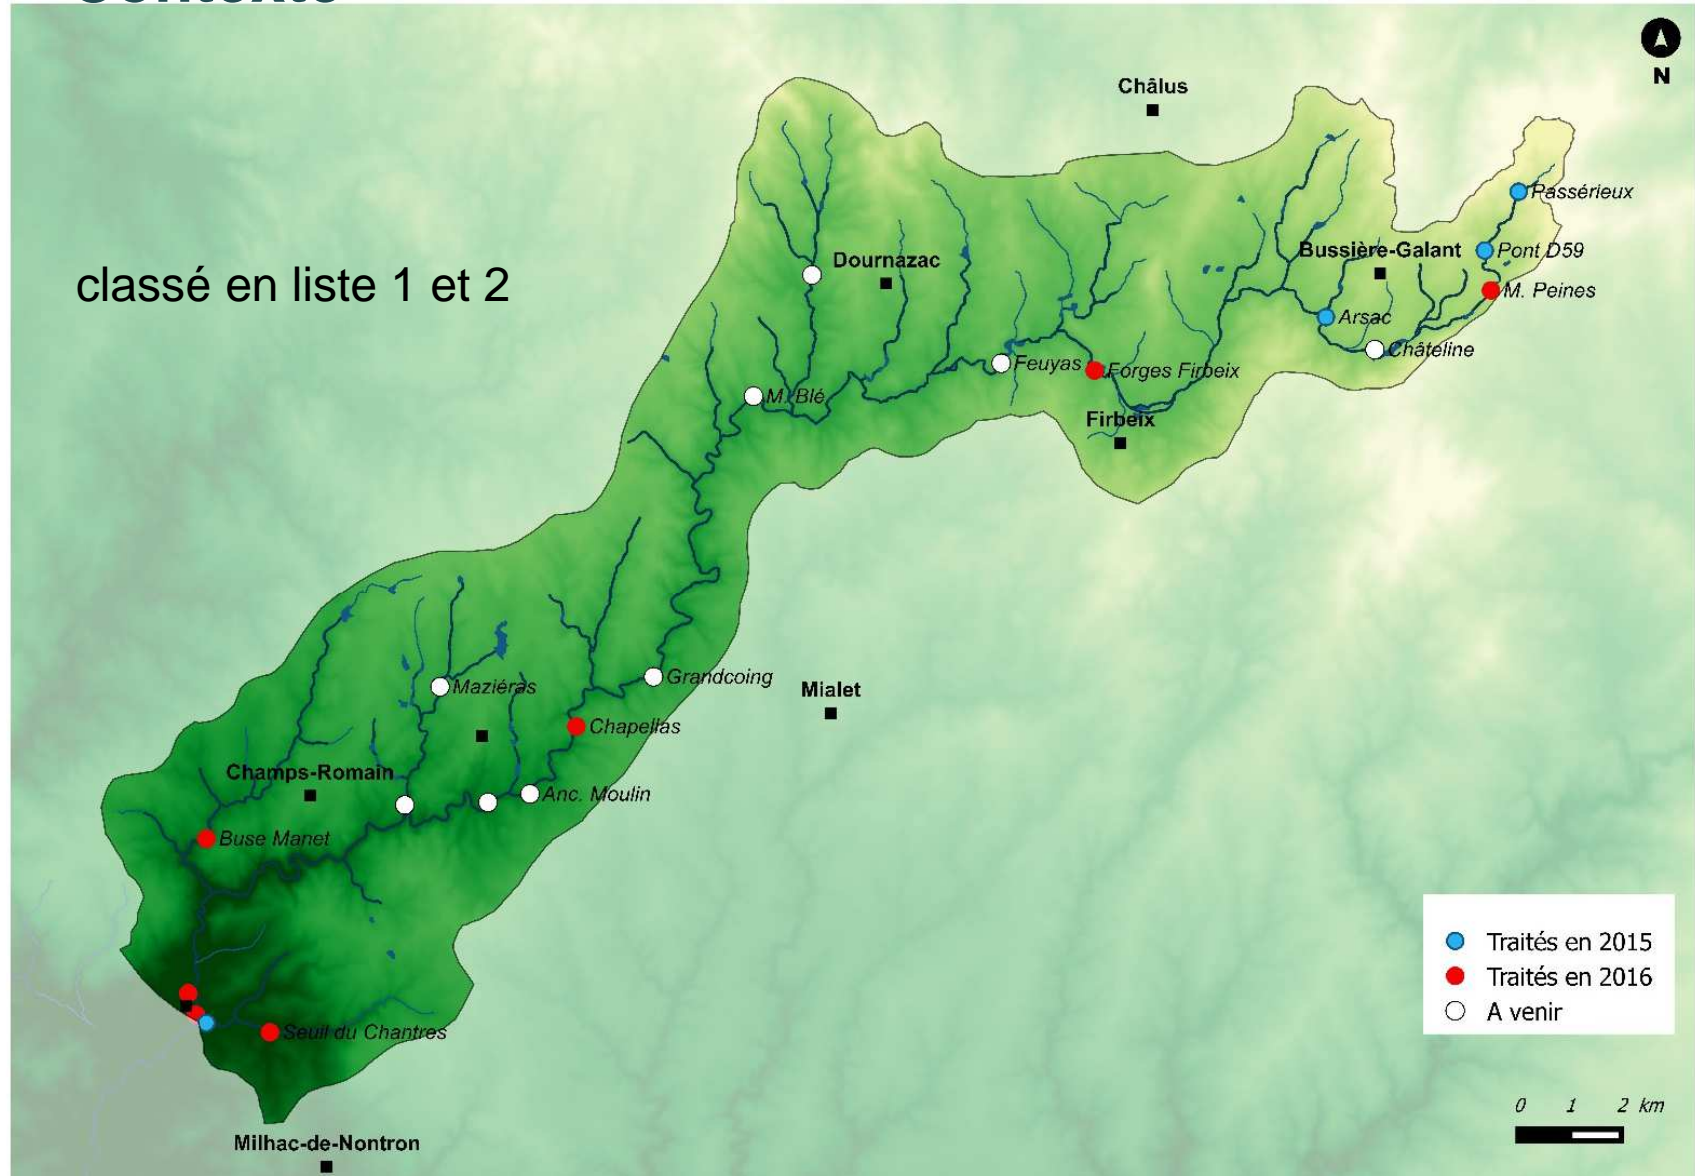 Contexte
N
Châlus
Passérieux
classé en liste 1 et 2
Dournazac
Bussière-Galant
Pont D59
M. Peines
Arsac
Châteline
Feuyas
Forges Firbeix
M. Blé
Firbeix
Maziéras
Grandcoing
Mialet
Chapellas
Champs-Romain
Anc. Moulin
Buse Manet
Traités en 2015
Traités en 2016
A venir
Seuil du Chantres
0 1 2 km
Milhac-de-Nontron